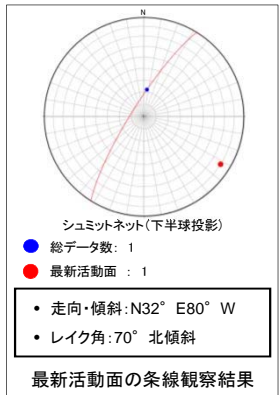 N
シュミットネット(下半球投影)
総データ数: 1
最新活動面 : 1
• 走向・傾斜:N32° E80° W
• レイク角:70° 北傾斜
最新活動面の条線観察結果